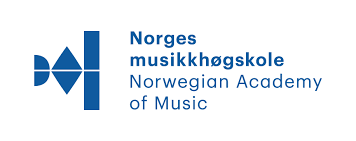 Norges
musikkhøgskole
Norwegian Academy
of Music